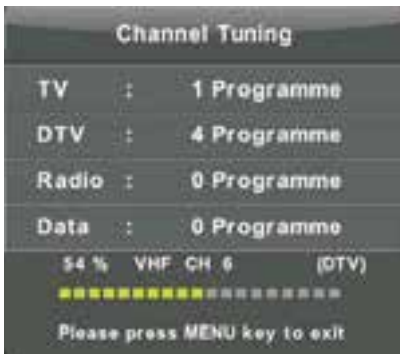 Channel Tuning
TV : 1 Programme
DTV : 4 Programme
Radio : 0 Programme
Data : 0 Programme
54 % VHF CH 6 (DTV)
Please press MENU key to exit